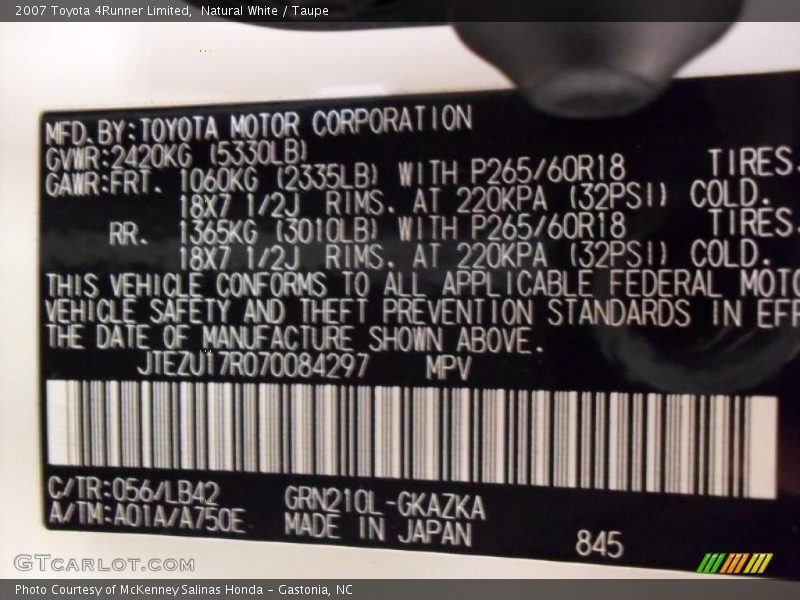 2007 Toyota 4Runner Limited, Natural White / Taupe
MFD. BY: TOYOTA MOTOR CORPORATION
GVWR: 2420KG (5330LB)
GAWR: FRT. 1060KG (2335LB) WITH P265/60R18 TIRES.
18X7 1/2J RIMS. AT 220KPA (32PSI) COLD.
RR. 1365KG (3010LB) WITH P265/60R18 TIRES.
18X7 1/2J RIMS. AT 220KPA (32PSI) COLD.
THIS VEHICLE CONFORMS TO ALL APPLICABLE FEDERAL MOTO
VEHICLE SAFETY AND THEFT PREVENTION STANDARDS IN EFF
THE DATE OF MANUFACTURE SHOWN ABOVE.
JTEZU17R070084297 MPV
C/TR: 056/LB42 GRN210L-GKAZKA
A/TM: A01A/A750E MADE IN JAPAN 845
GTCARLOT.COM
Photo Courtesy of McKenney Salinas Honda - Gastonia, NC